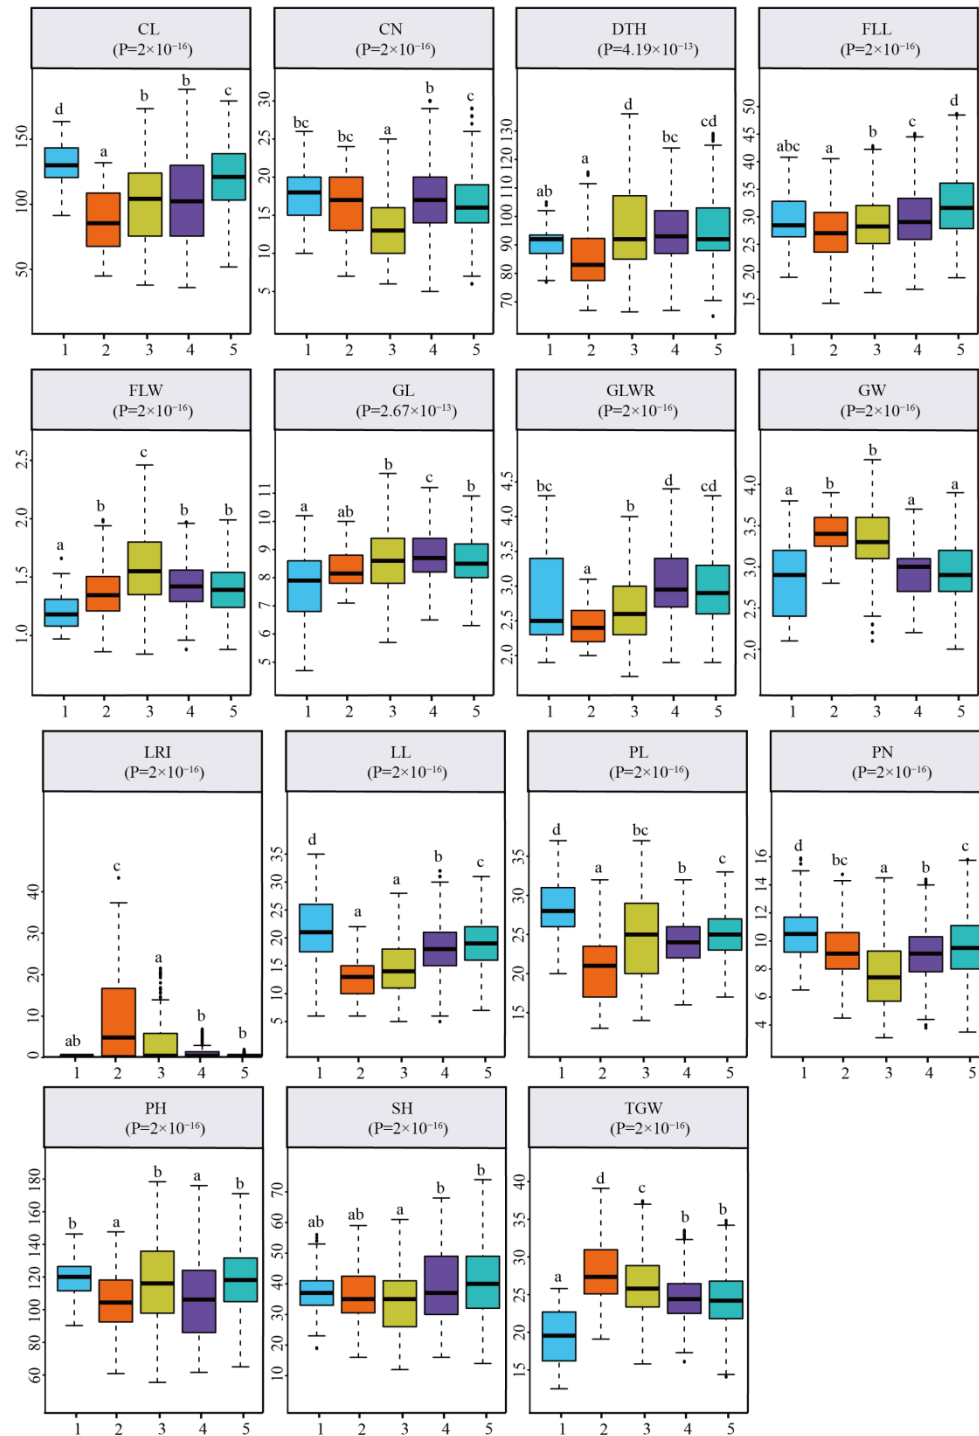 CL
(P=2×10⁻¹⁶)
CN
(P=2×10⁻¹⁶)
DTH
(P=4.19×10⁻¹³)
FLL
(P=2×10⁻¹⁶)
50 100 150
d a b b c
1 2 3 4 5
5 10 15 20 25 30
bc bc a c c
1 2 3 4 5
70 80 90 100 110 120 130
ab a d bc cd
1 2 3 4 5
15 20 25 30 35 40 45 50
abc a b c d
1 2 3 4 5
FLW
(P=2×10⁻¹⁶)
GL
(P=2.67×10⁻¹³)
GLWR
(P=2×10⁻¹⁶)
GW
(P=2×10⁻¹⁶)
1.0 1.5 2.0 2.5
a b c b b
1 2 3 4 5
5 6 7 8 9 10 11
a ab b c b
1 2 3 4 5
2.0 2.5 3.0 3.5 4.0 4.5
bc a b d cd
1 2 3 4 5
2.0 2.5 3.0 3.5 4.0
a b b a a
1 2 3 4 5
LRI
(P=2×10⁻¹⁶)
LL
(P=2×10⁻¹⁶)
PL
(P=2×10⁻¹⁶)
PN
(P=2×10⁻¹⁶)
0 10 20 30 40
ab c a b b
1 2 3 4 5
5 10 15 20 25 30 35
d a a b c
1 2 3 4 5
15 20 25 30 35
d a bc b c
1 2 3 4 5
4 6 8 10 12 14 16
d bc a b c
1 2 3 4 5
PH
(P=2×10⁻¹⁶)
SH
(P=2×10⁻¹⁶)
TGW
(P=2×10⁻¹⁶)
60 80 100 120 140 160 180
b a b a b
1 2 3 4 5
10 20 30 40 50 60 70
ab ab a b b
1 2 3 4 5
15 20 25 30 35 40
a d c b b
1 2 3 4 5